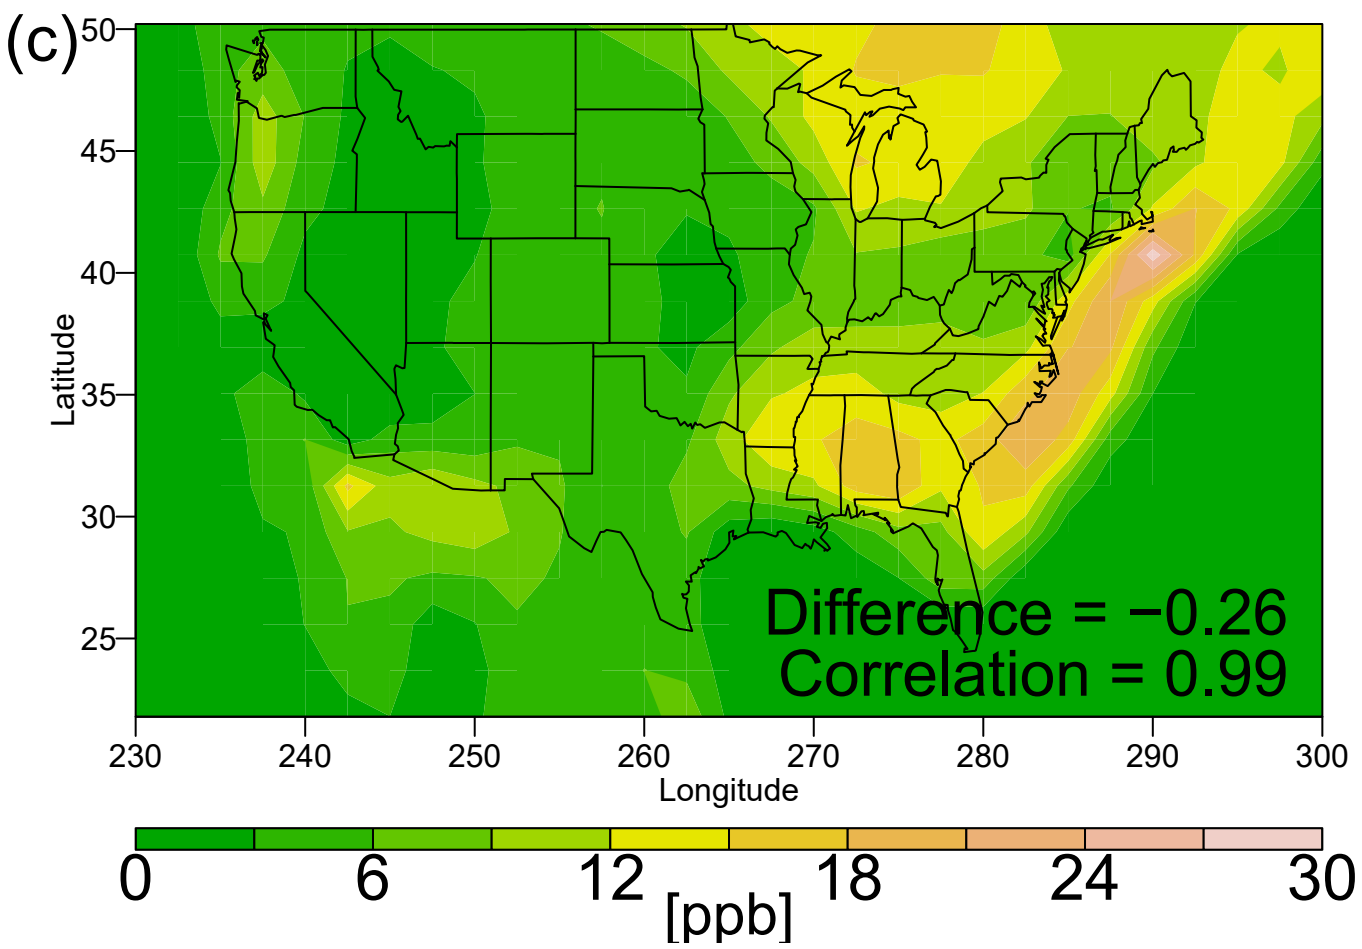 (c)
50
45
40
35
30
25
Latitude
Difference = −0.26
Correlation = 0.99
230 240 250 260 270 280 290 300
Longitude
0 6 12 18 24 30
[ppb]